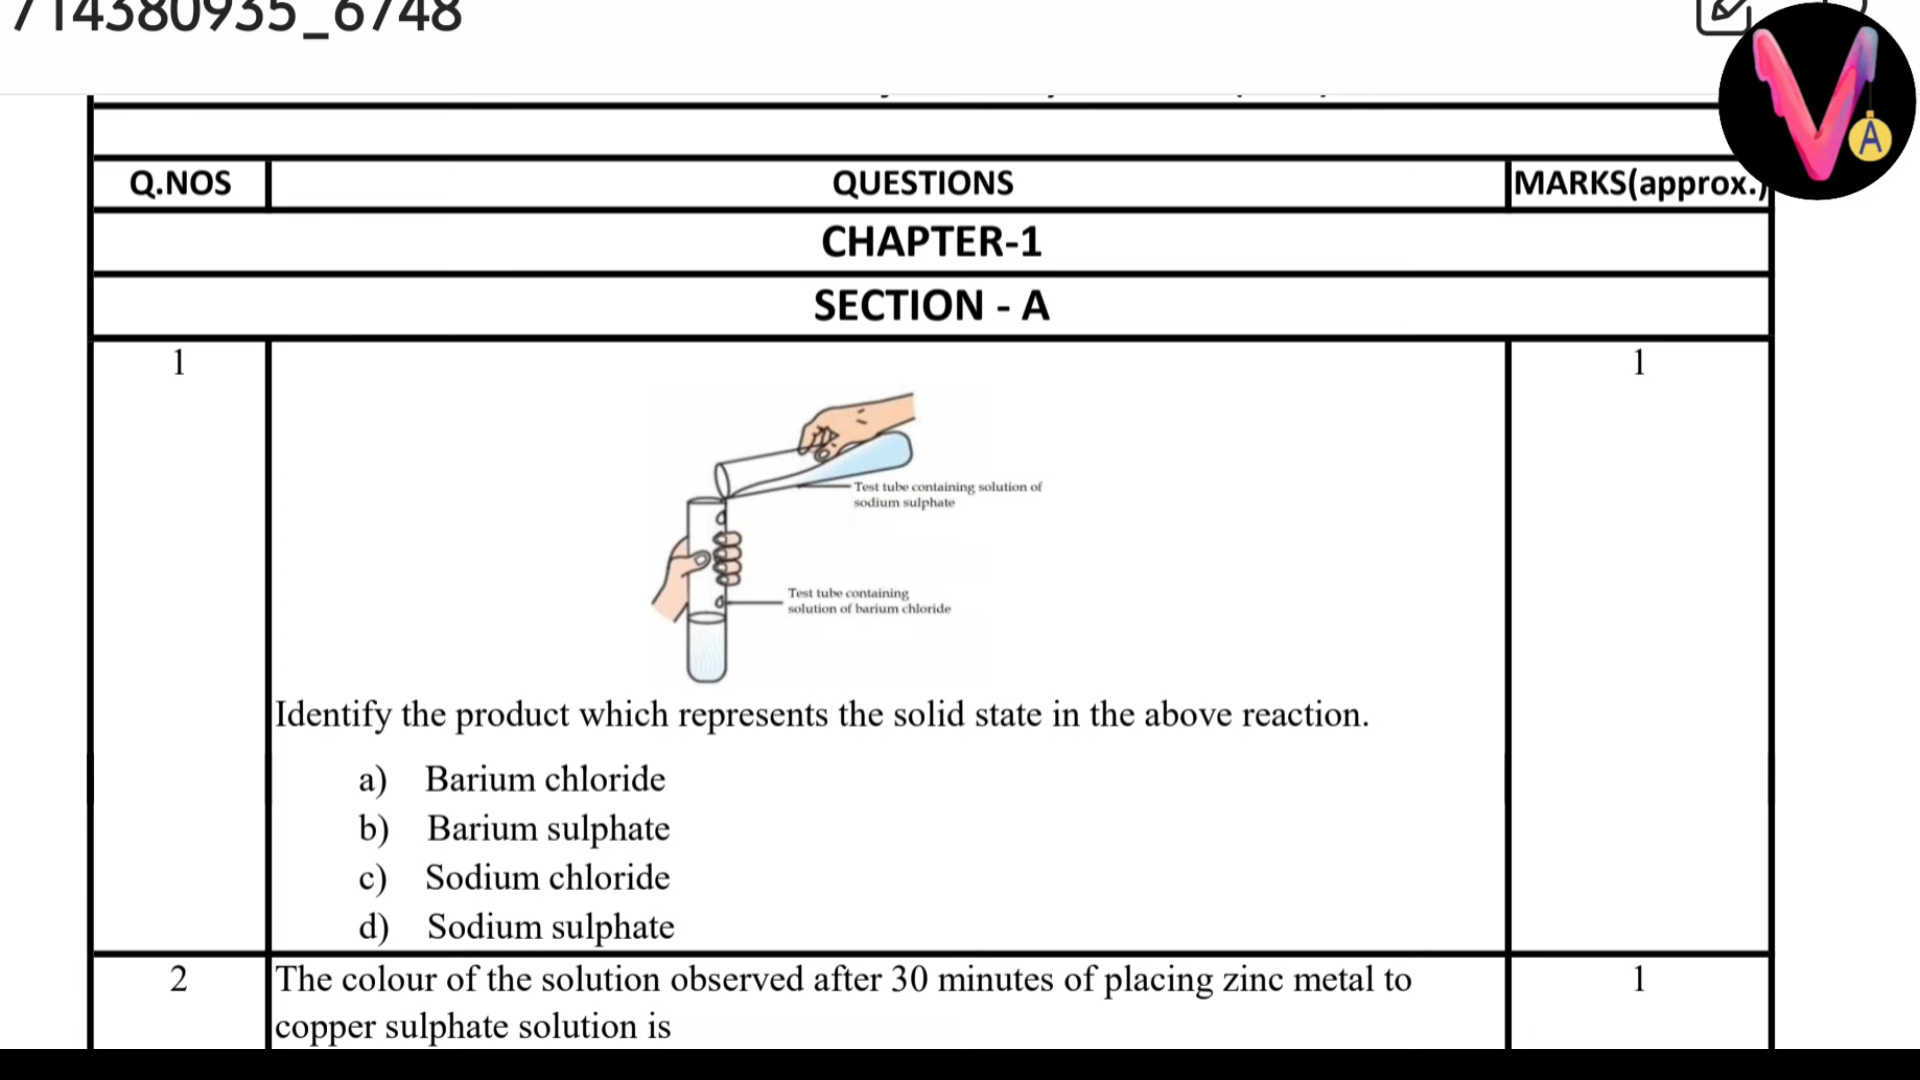 714380935_6748
Q.NOS QUESTIONS MARKS(approx.)
CHAPTER-1
SECTION - A
1 1
Test tube containing solution of
sodium sulphate
Test tube containing
solution of barium chloride
Identify the product which represents the solid state in the above reaction.
a) Barium chloride
b) Barium sulphate
c) Sodium chloride
d) Sodium sulphate
2 The colour of the solution observed after 30 minutes of placing zinc metal to 1
copper sulphate solution is
V
A